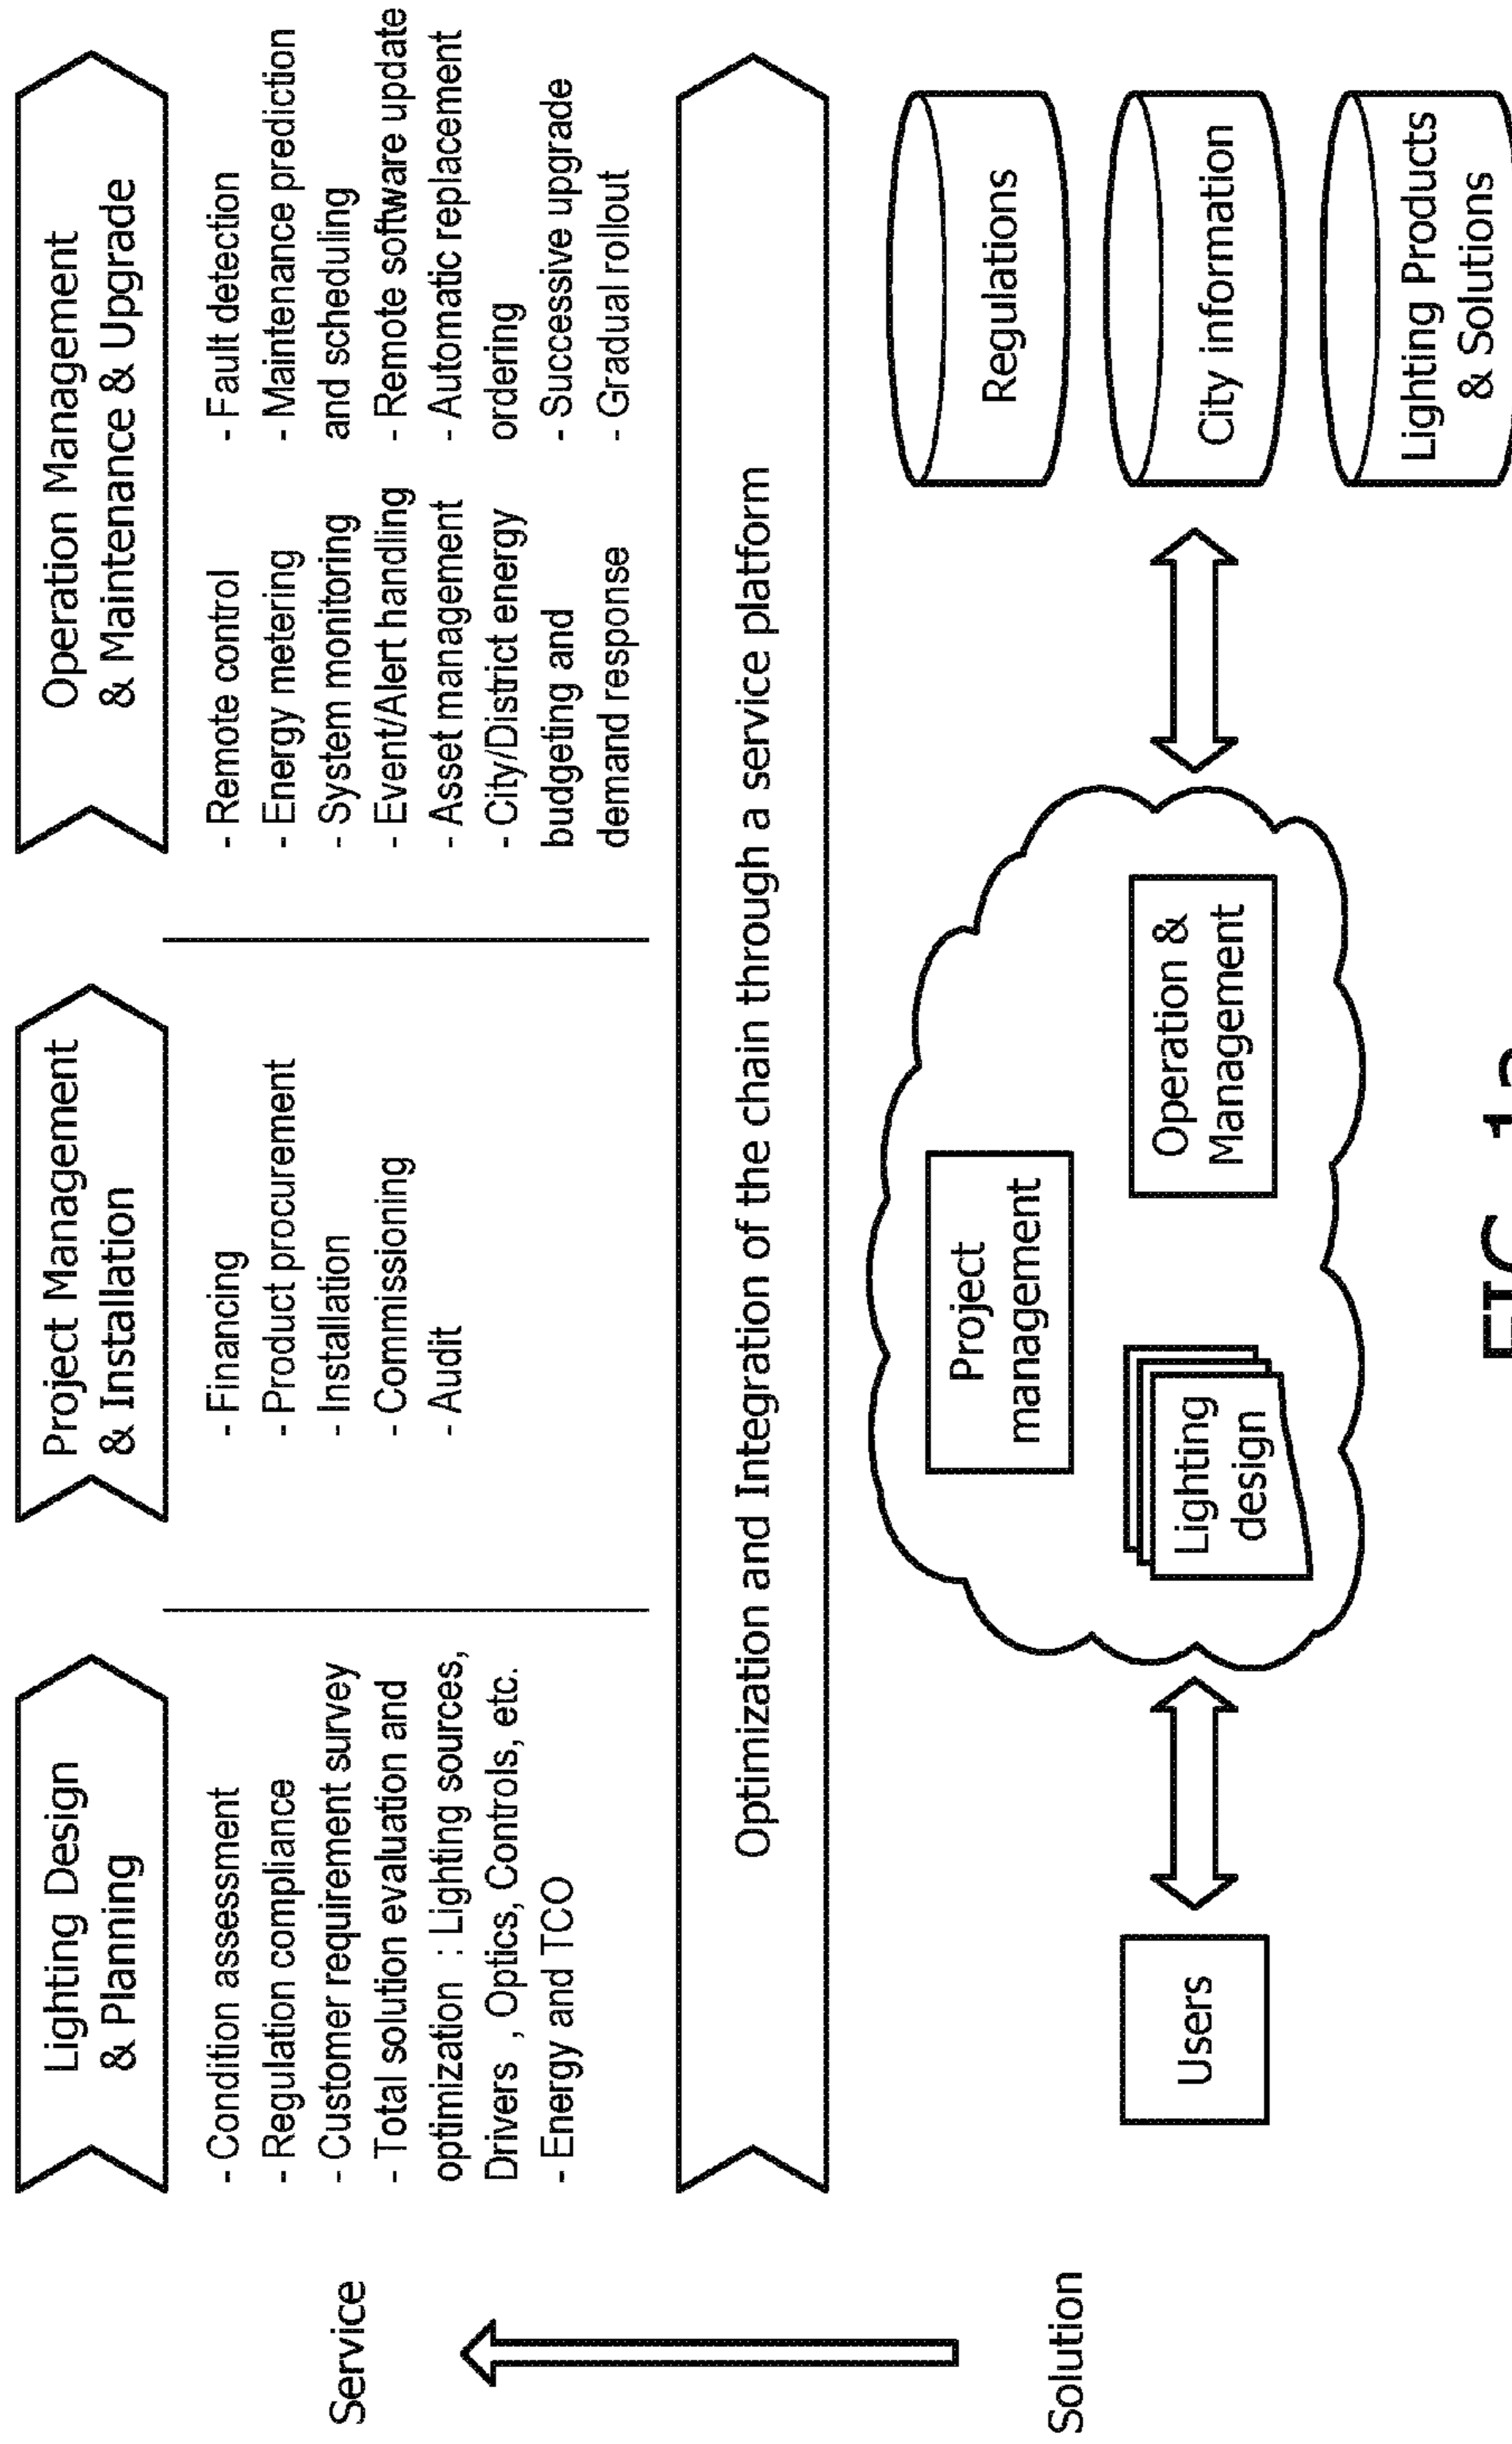 Lighting Design
& Planning
- Condition assessment
- Regulation compliance
- Customer requirement survey
- Total solution evaluation and
optimization : Lighting sources,
Drivers , Optics, Controls, etc.
- Energy and TCO
Project Management
& Installation
- Financing
- Product procurement
- Installation
- Commissioning
- Audit
Operation Management
& Maintenance & Upgrade
- Remote control
- Energy metering
- System monitoring
- Event/Alert handling
- Asset management
- City/District energy
budgeting and
demand response
- Fault detection
- Maintenance prediction
and scheduling
- Remote software update
- Automatic replacement
ordering
- Successive upgrade
- Gradual rollout
Service
Optimization and Integration of the chain through a service platform
Solution
Users
Project
management
Lighting
design
Operation &
Management
Regulations
City information
Lighting Products
& Solutions